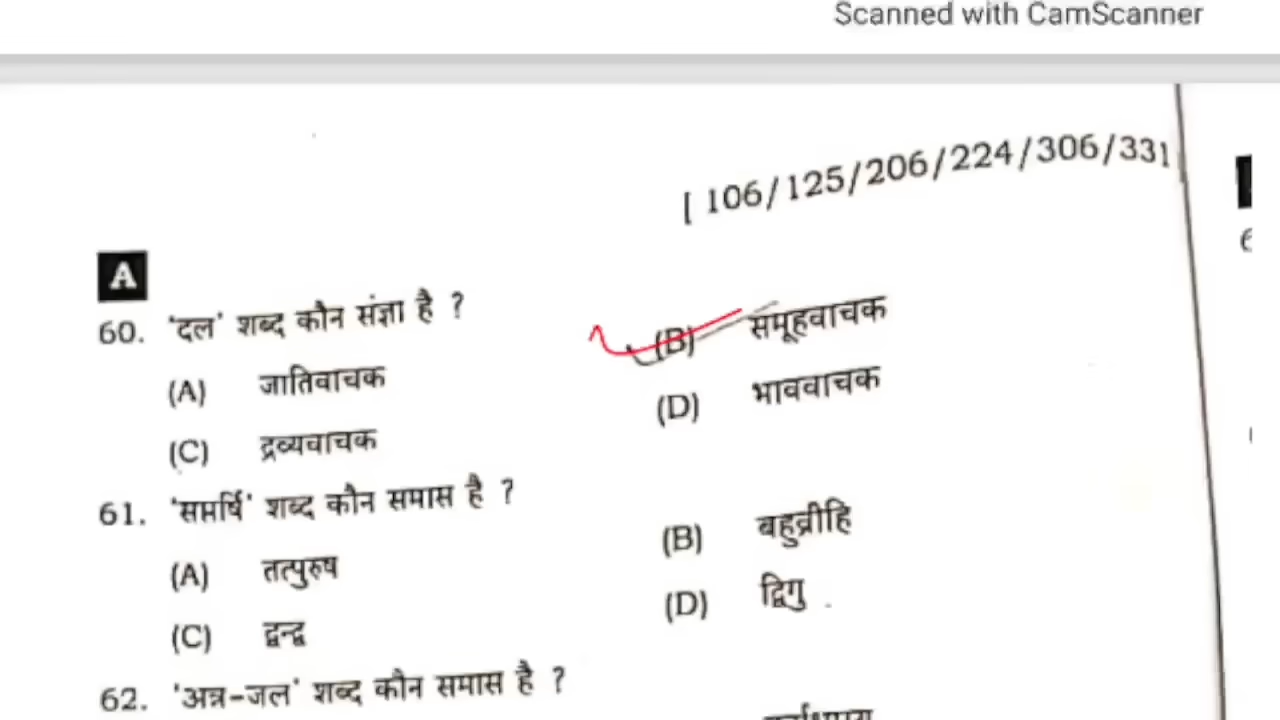 Scanned with CamScanner
[ 106/125/206/224/306/331
A
60. 'दल' शब्द कौन संज्ञा है ?
(A) जातिवाचक (B) समूहवाचक
(C) द्रव्यवाचक (D) भाववाचक
61. 'सप्तर्षि' शब्द कौन समास है ?
(A) तत्पुरुष (B) बहुव्रीहि
(C) द्वन्द्व (D) द्विगु
62. 'अन्न-जल' शब्द कौन समास है ?